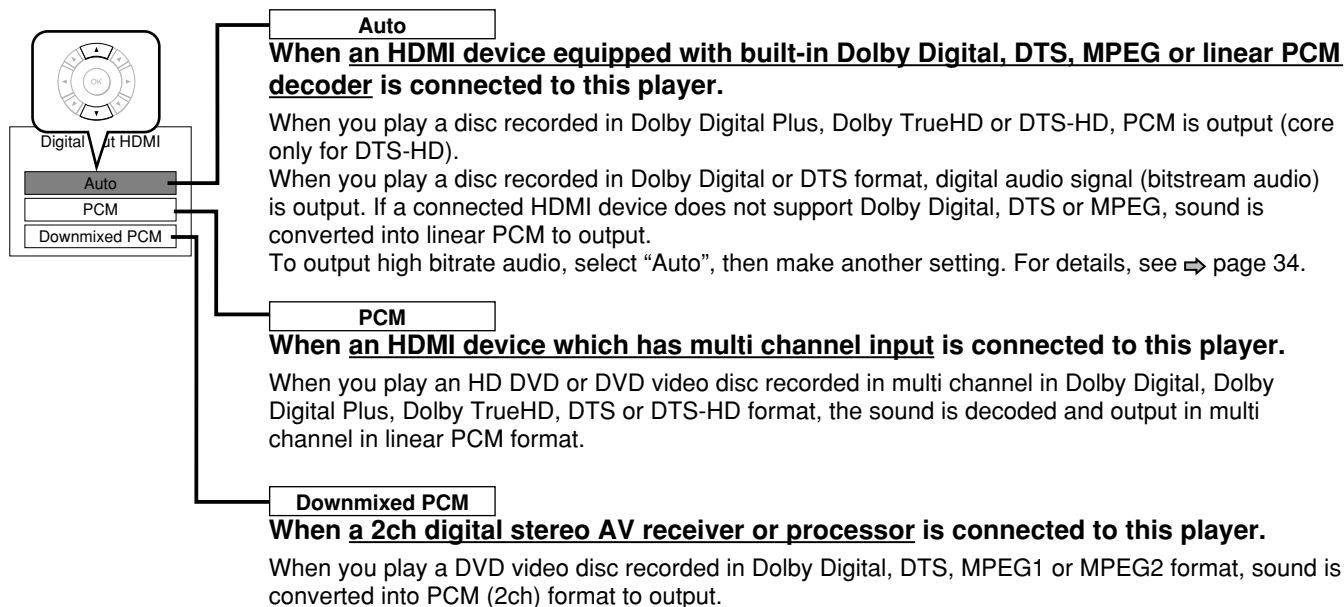 OK
Digital ut HDMI
Auto
PCM
Downmixed PCM
Auto
When an HDMI device equipped with built-in Dolby Digital, DTS, MPEG or linear PCM
decoder is connected to this player.
When you play a disc recorded in Dolby Digital Plus, Dolby TrueHD or DTS-HD, PCM is output (core
only for DTS-HD).
When you play a disc recorded in Dolby Digital or DTS format, digital audio signal (bitstream audio)
is output. If a connected HDMI device does not support Dolby Digital, DTS or MPEG, sound is
converted into linear PCM to output.
To output high bitrate audio, select “Auto”, then make another setting. For details, see ⇨ page 34.
PCM
When an HDMI device which has multi channel input is connected to this player.
When you play an HD DVD or DVD video disc recorded in multi channel in Dolby Digital, Dolby
Digital Plus, Dolby TrueHD, DTS or DTS-HD format, the sound is decoded and output in multi
channel in linear PCM format.
Downmixed PCM
When a 2ch digital stereo AV receiver or processor is connected to this player.
When you play a DVD video disc recorded in Dolby Digital, DTS, MPEG1 or MPEG2 format, sound is
converted into PCM (2ch) format to output.